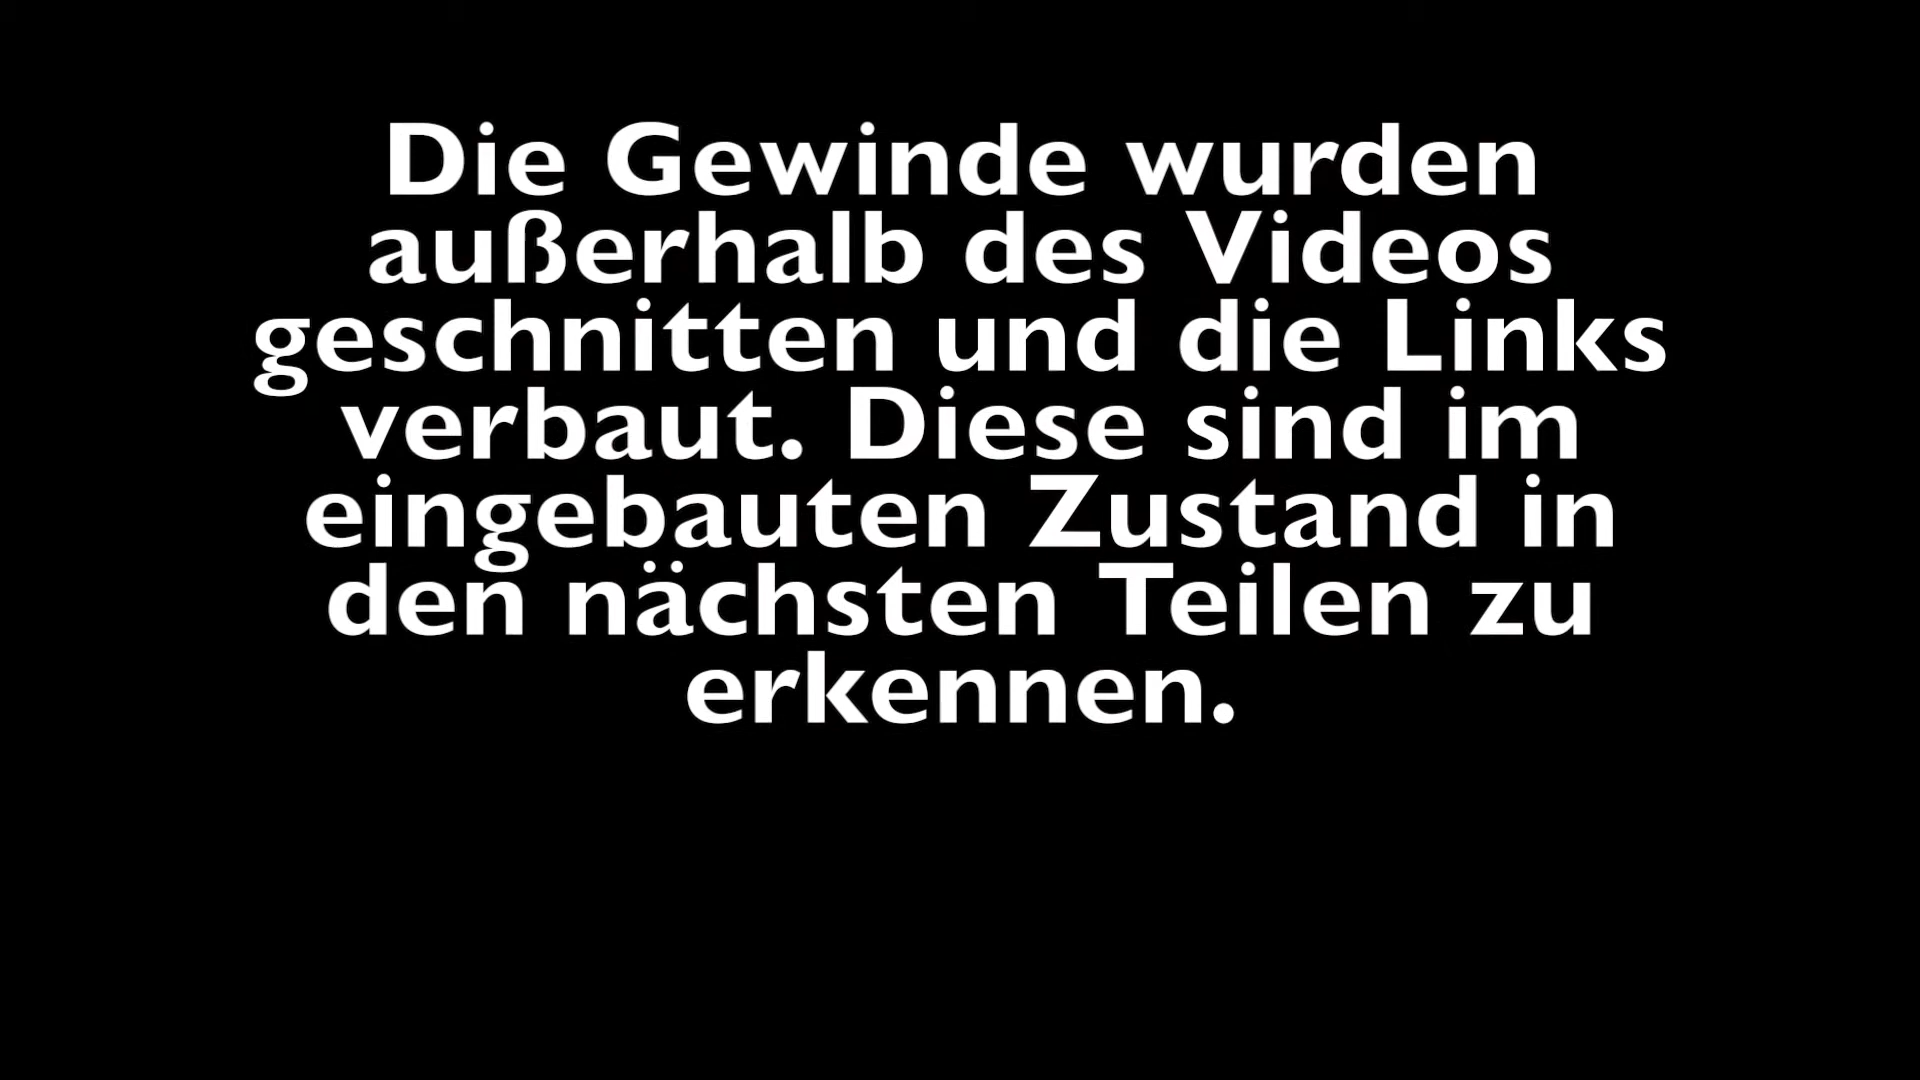 Die Gewinde wurden
außerhalb des Videos
geschnitten und die Links
verbaut. Diese sind im
eingebauten Zustand in
den nächsten Teilen zu
erkennen.